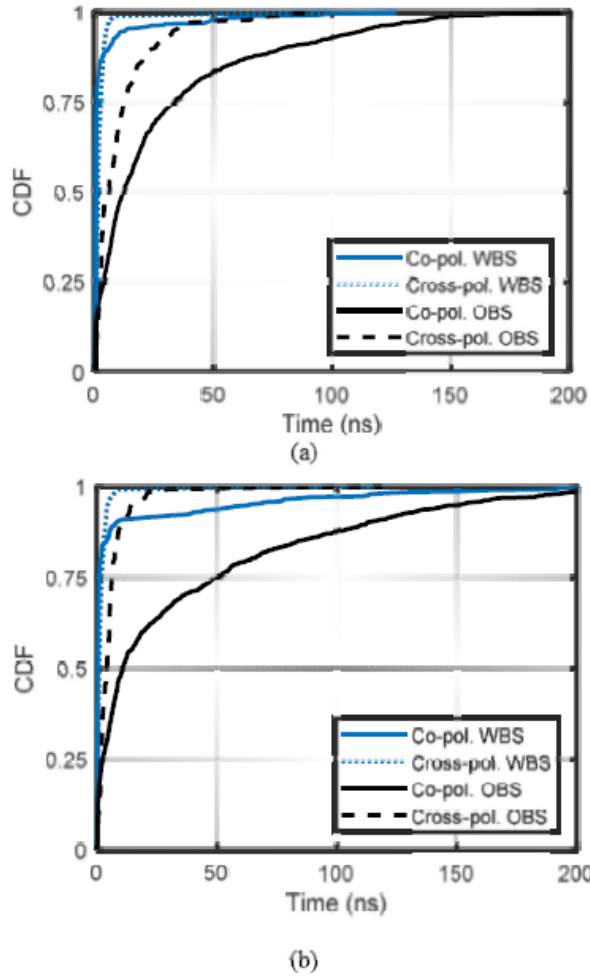 1
0.75
0.5
0.25
0
CDF
Co-pol. WBS
Cross-pol. WBS
Co-pol. OBS
Cross-pol. OBS
0 50 100 150 200
Time (ns)
(a)
1
0.75
0.5
0.25
0
CDF
Co-pol. WBS
Cross-pol. WBS
Co-pol. OBS
Cross-pol. OBS
0 50 100 150 200
Time (ns)
(b)